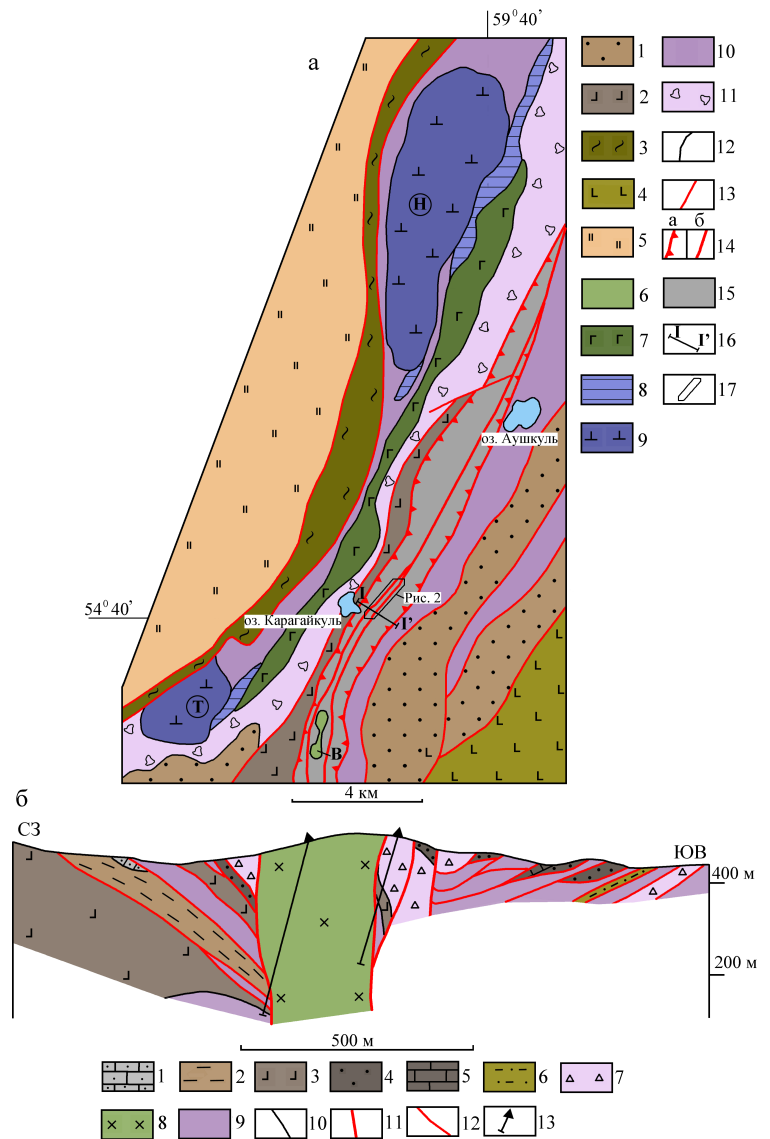 59⁰40’
а
1 10
2 11
3 12
4 13
а б
5 14
6 15
I I’
7 16
8 17
9
Н
оз. Аушкуль
I
Рис. 2
54⁰40’
оз. Карагайкуль
I’
Т
В
4 км
б
СЗ
ЮВ
400 м
200 м
500 м
1 2 3 4 5 6 7
8 9 10 11 12 13